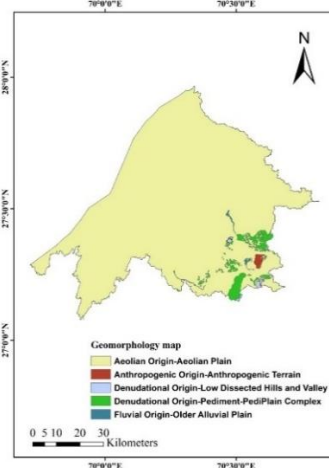 70°0'0"E 70°30'0"E
N
28°0'0"N
27°30'0"N
27°0'0"N
Geomorphology map
Aeolian Origin-Aeolian Plain
Anthropogenic Origin-Anthropogenic Terrain
Denudational Origin-Low Dissected Hills and Valley
Denudational Origin-Pediment-PediPlain Complex
Fluvial Origin-Older Alluvial Plain
0 5 10 20 30
Kilometers
70°0'0"E 70°30'0"E